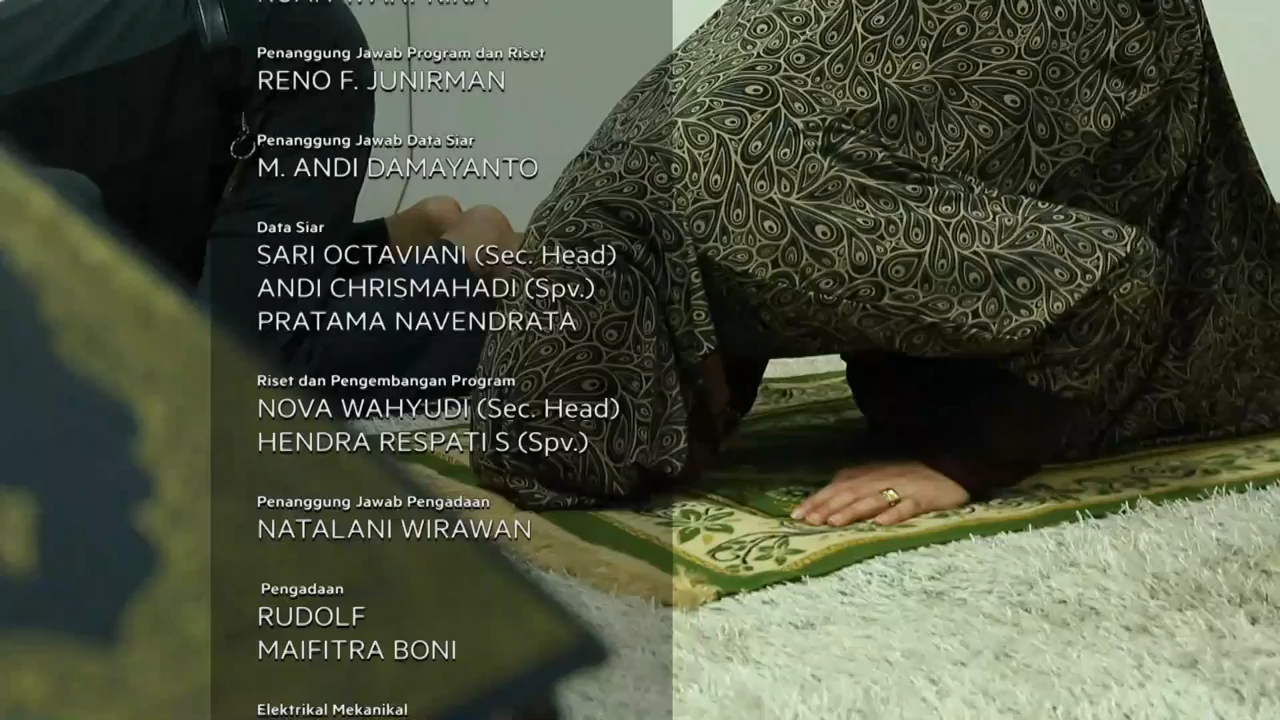 Penanggung Jawab Program dan Riset
RENO F. JUNIRMAN
Penanggung Jawab Data Siar
M. ANDI DAMAYANTO
Data Siar
SARI OCTAVIANI (Sec. Head)
ANDI CHRISMAHADI (Spv.)
PRATAMA NAVENDRATA
Riset dan Pengembangan Program
NOVA WAHYUDI (Sec. Head)
HENDRA RESPATI S (Spv.)
Penanggung Jawab Pengadaan
NATALANI WIRAWAN
Pengadaan
RUDOLF
MAIFITRA BONI
Elektrikal Mekanikal